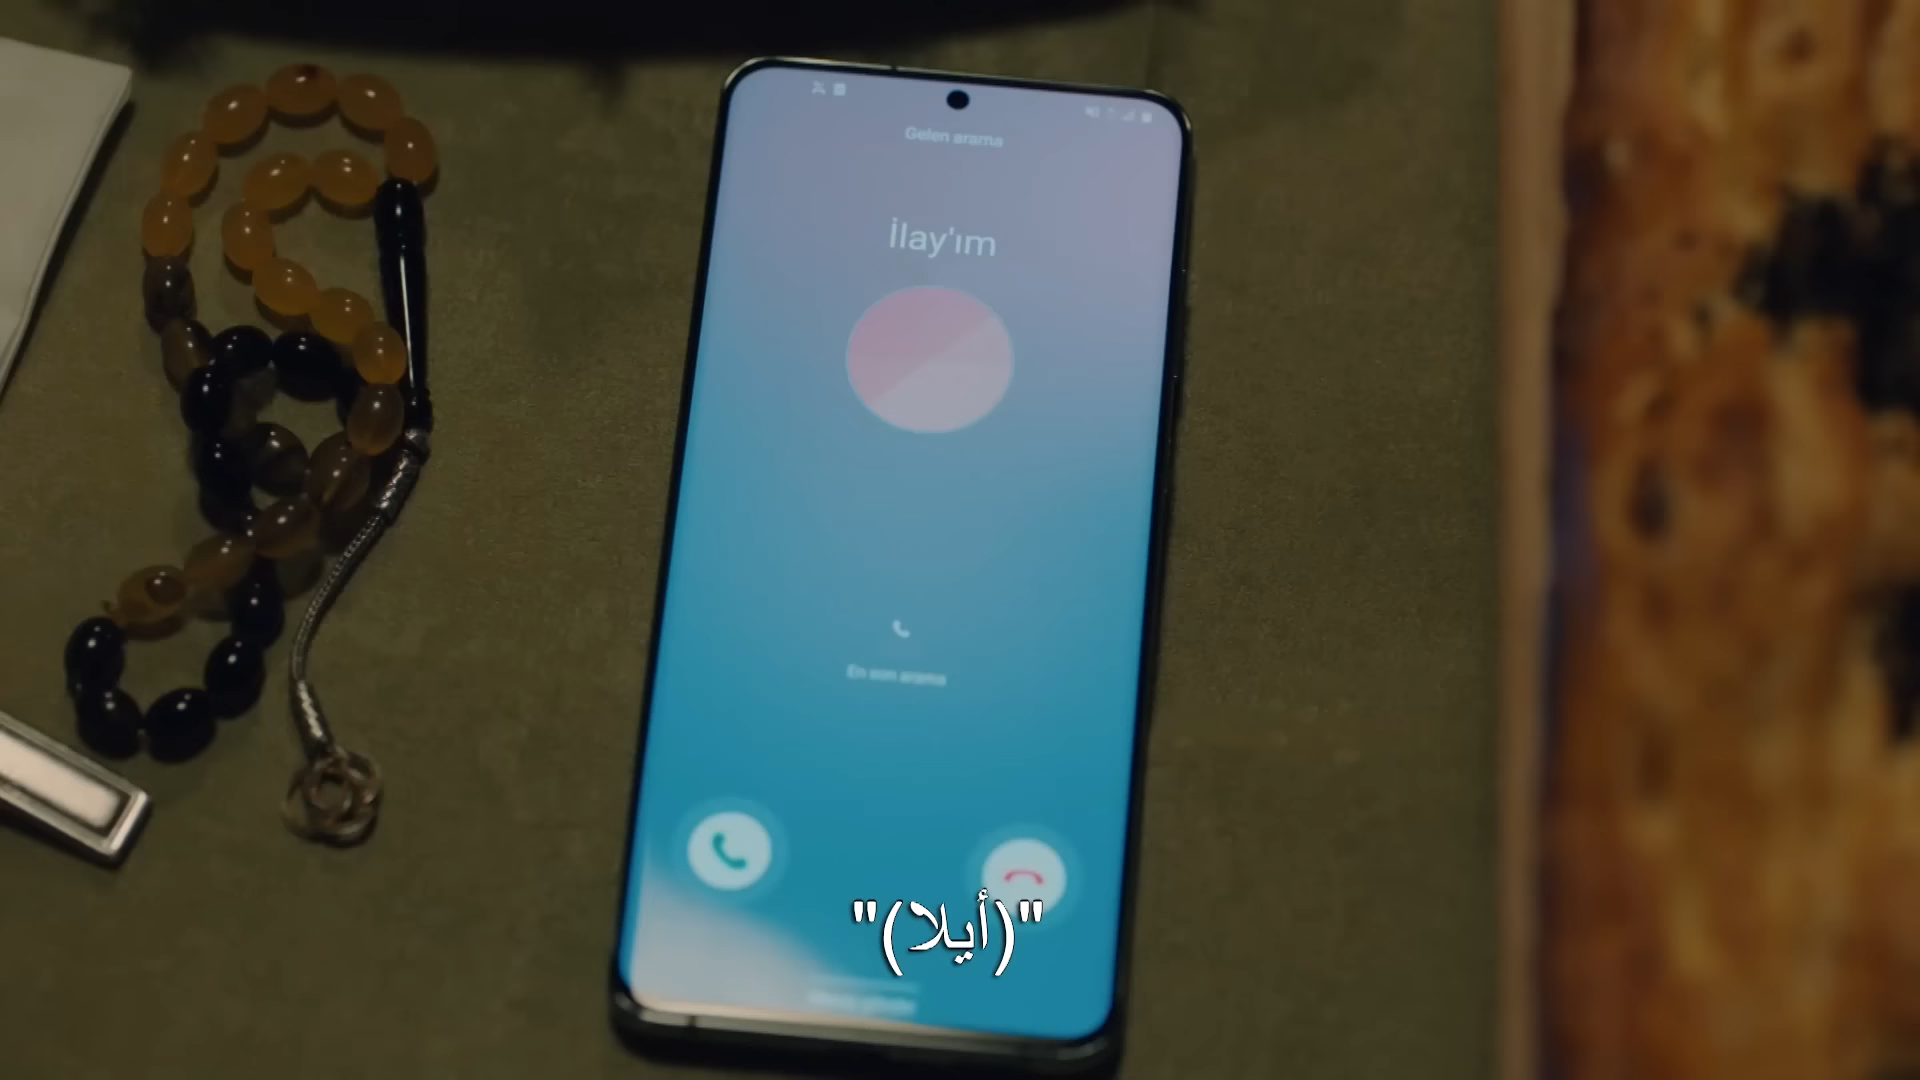 Gelen arama
İlay'ım
En son arama
"(أيلا)"